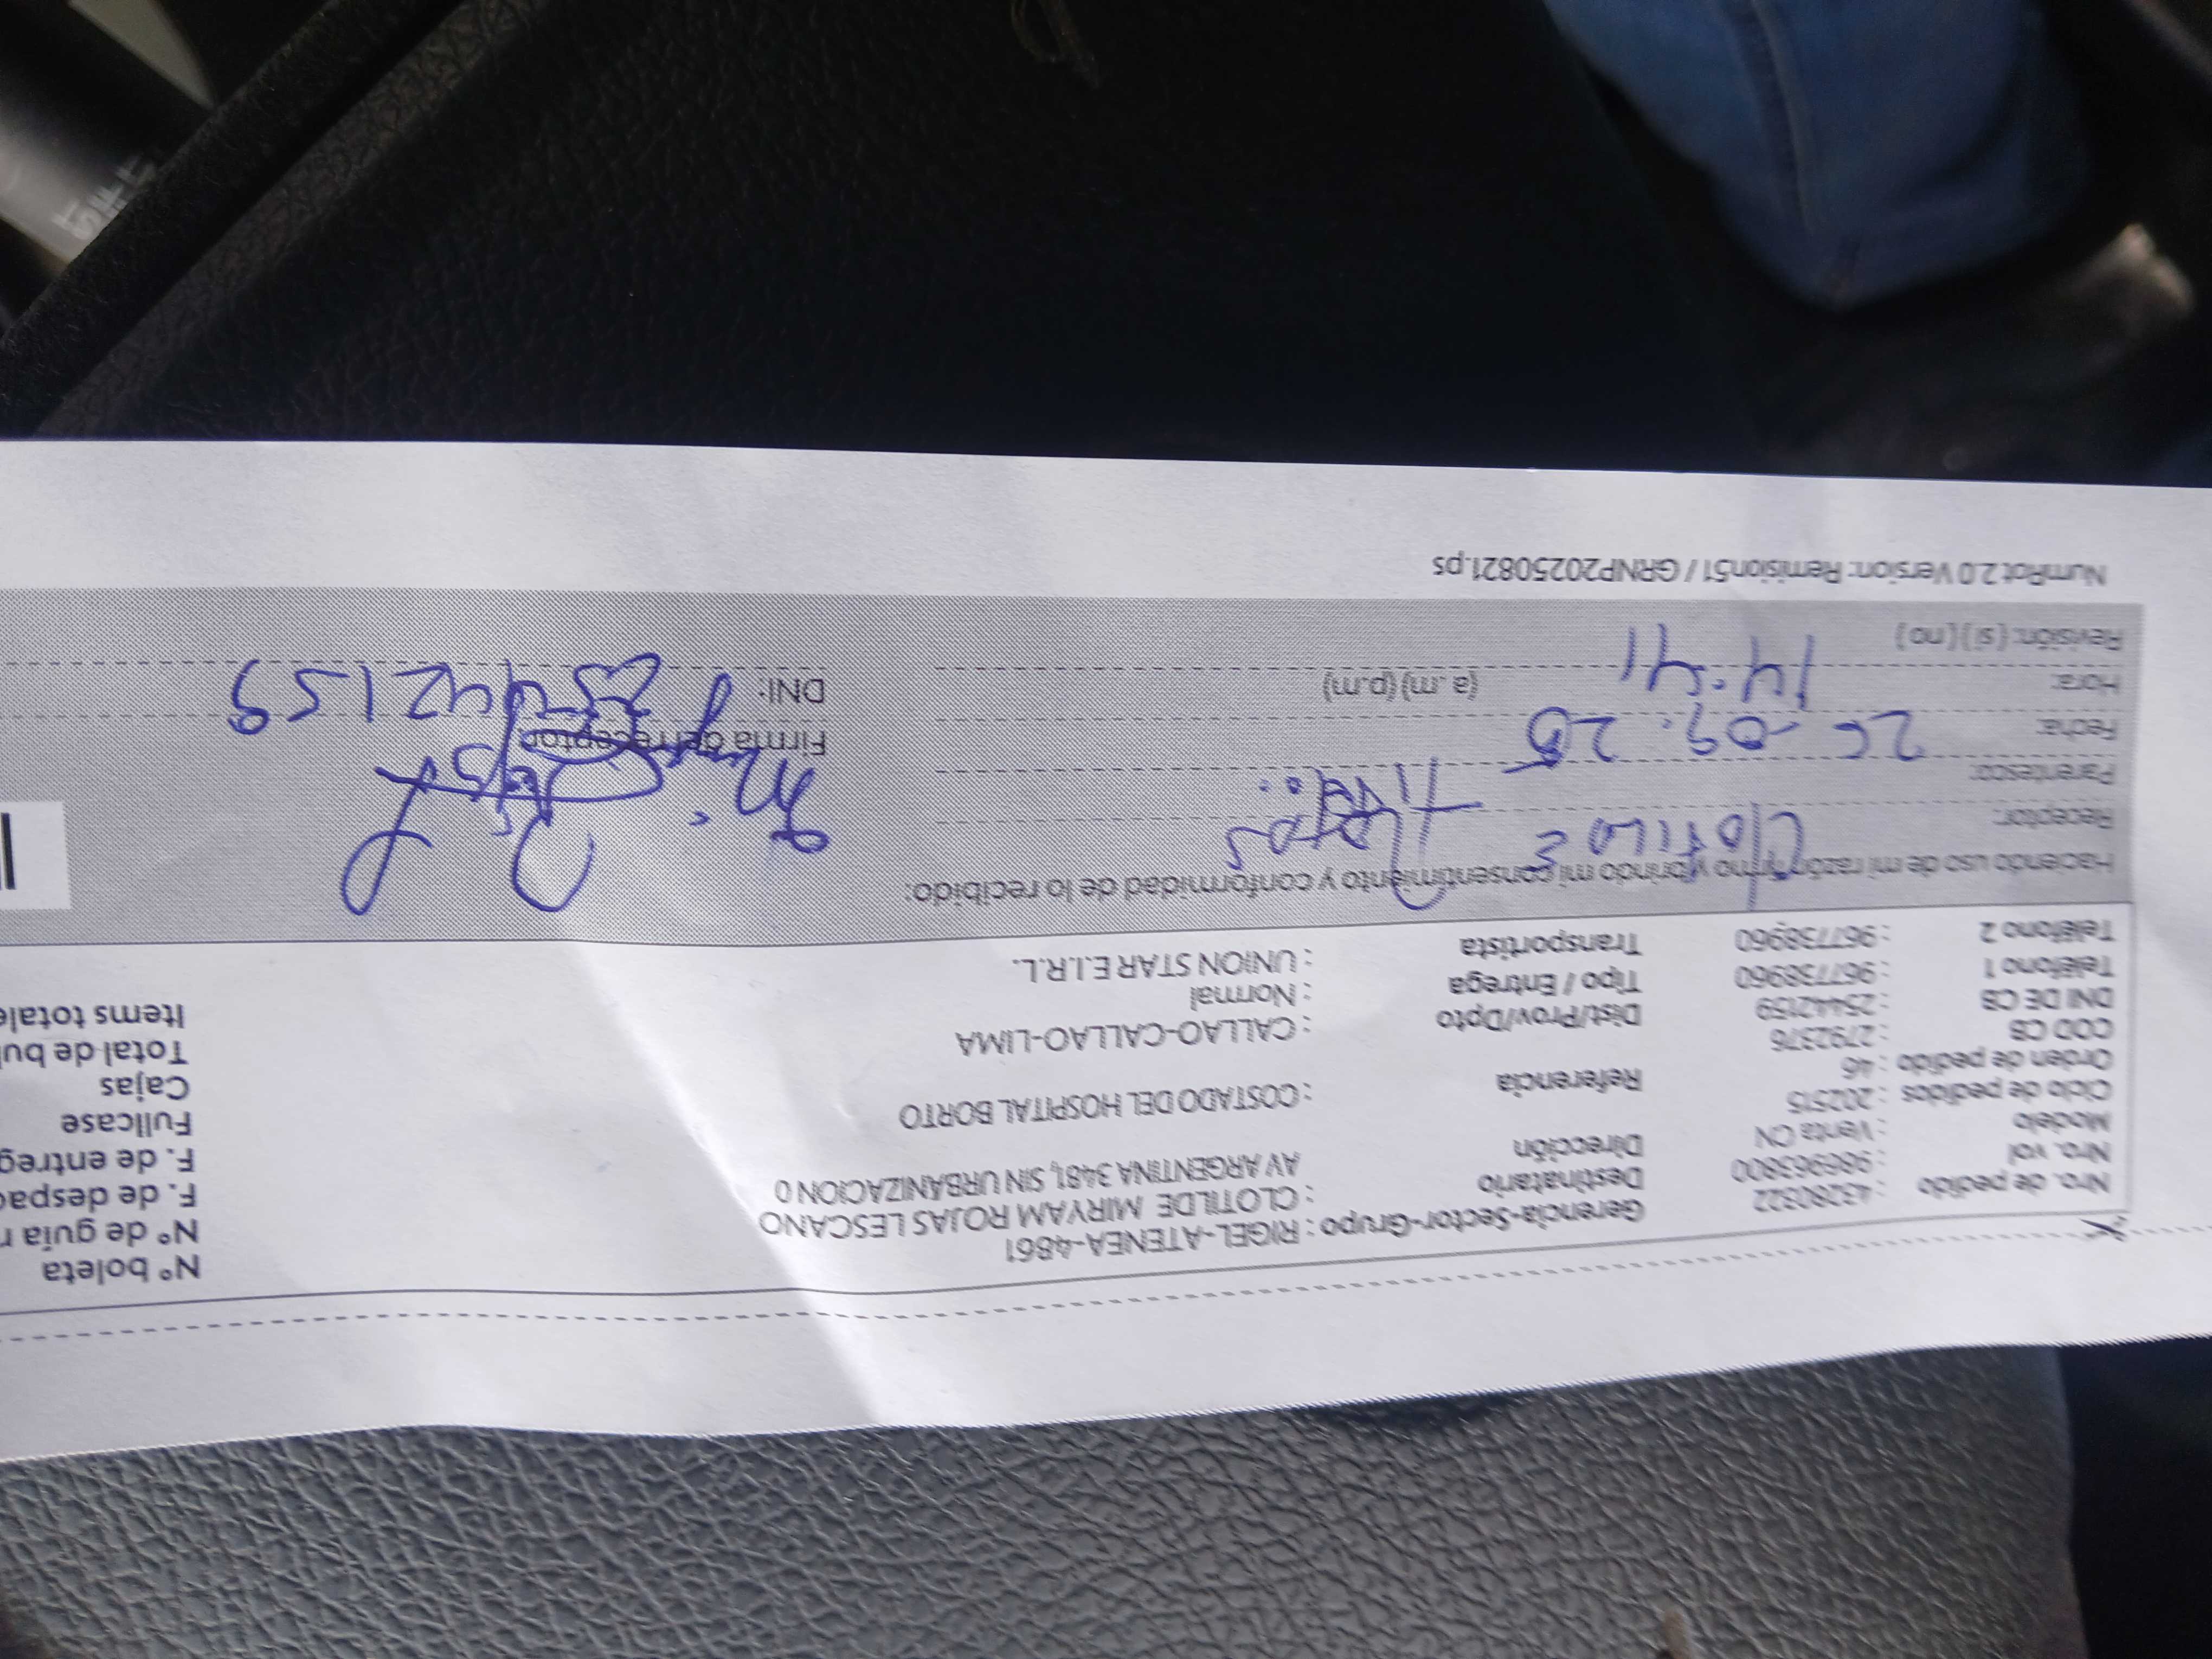 Nro. de pedido : 43280322
Nro. vol : 986963800
Modelo : Venta CN
Ciclo de pedidos : 202515
Orden de pedido : 46
COD CB : 2792376
DNI DE CB : 25442159
Teléfono 1 : 967738960
Teléfono 2 : 967738960
Gerencia-Sector-Grupo : RIGEL-ATENEA-4861
Destinatario : CLOTILDE MIRYAM ROJAS LESCANO
Dirección AV ARGENTINA 3481, SIN URBANIZACION 0
Referencia : COSTADO DEL HOSPITAL BORTO
Dist/Prov/Dpto : CALLAO-CALLAO-LIMA
Tipo / Entrega : Normal
Transportista : UNION STAR E.I.R.L.
N° boleta
N° de guía
F. de despac
F. de entreg
Fullcase
Cajas
Total de bul
Items totale
Haciendo uso de mi razón firmo y brindo mi consentimiento y conformidad de lo recibido:
Receptor: Clotilde Rojas
Parentesco: Titular
Fecha: 26-09.25
Hora: 14:41 (a.m) (p.m)
Revisión: (si) (no)
Firma del receptor
DNI: 25442159
NumRot 2.0 Version: Remision51 / GRNP20250821.ps